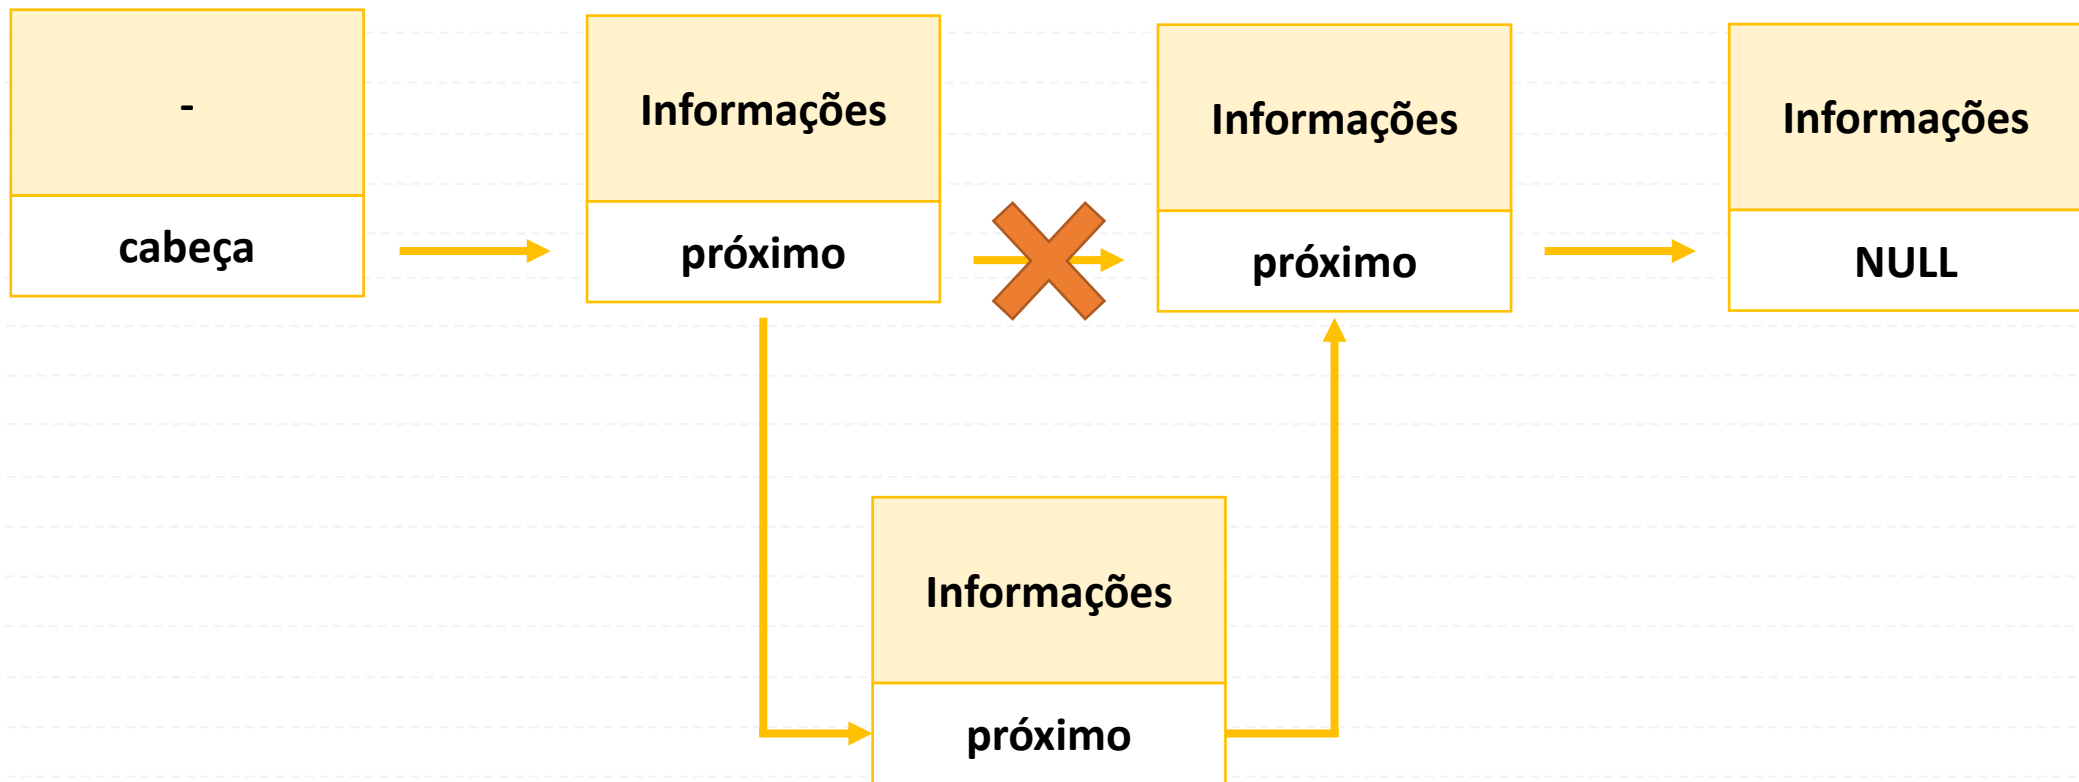 -
cabeça
Informações
próximo
Informações
próximo
Informações
NULL
Informações
próximo